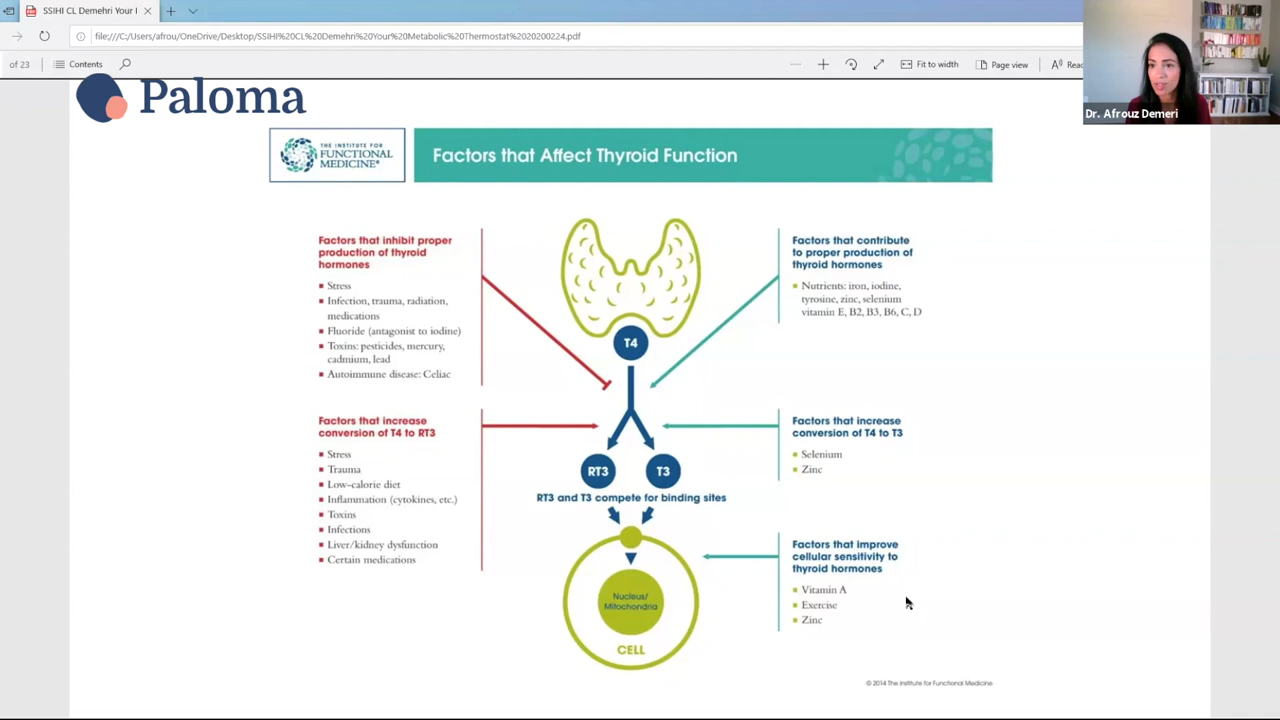 SSIHI CL Demehri Your I
file:///C:/Users/afrou/OneDrive/Desktop/SSIHI%20CL%20Demehri%20Your%20Metabolic%20Thermostat%2020200224.pdf
of 23
Contents
Fit to width
Page view
Rea
Dr. Afrouz Demeri
Paloma
THE INSTITUTE FOR
FUNCTIONAL
MEDICINE®
Factors that Affect Thyroid Function
Factors that inhibit proper
production of thyroid
hormones
Stress
Infection, trauma, radiation,
medications
Fluoride (antagonist to iodine)
Toxins: pesticides, mercury,
cadmium, lead
Autoimmune disease: Celiac
Factors that contribute
to proper production of
thyroid hormones
Nutrients: iron, iodine,
tyrosine, zinc, selenium
vitamin E, B2, B3, B6, C, D
T4
Factors that increase
conversion of T4 to RT3
Stress
Trauma
Low-calorie diet
Inflammation (cytokines, etc.)
Toxins
Infections
Liver/kidney dysfunction
Certain medications
Factors that increase
conversion of T4 to T3
Selenium
Zinc
RT3
T3
RT3 and T3 compete for binding sites
Factors that improve
cellular sensitivity to
thyroid hormones
Vitamin A
Exercise
Zinc
Nucleus/
Mitochondria
CELL
© 2014 The Institute for Functional Medicine